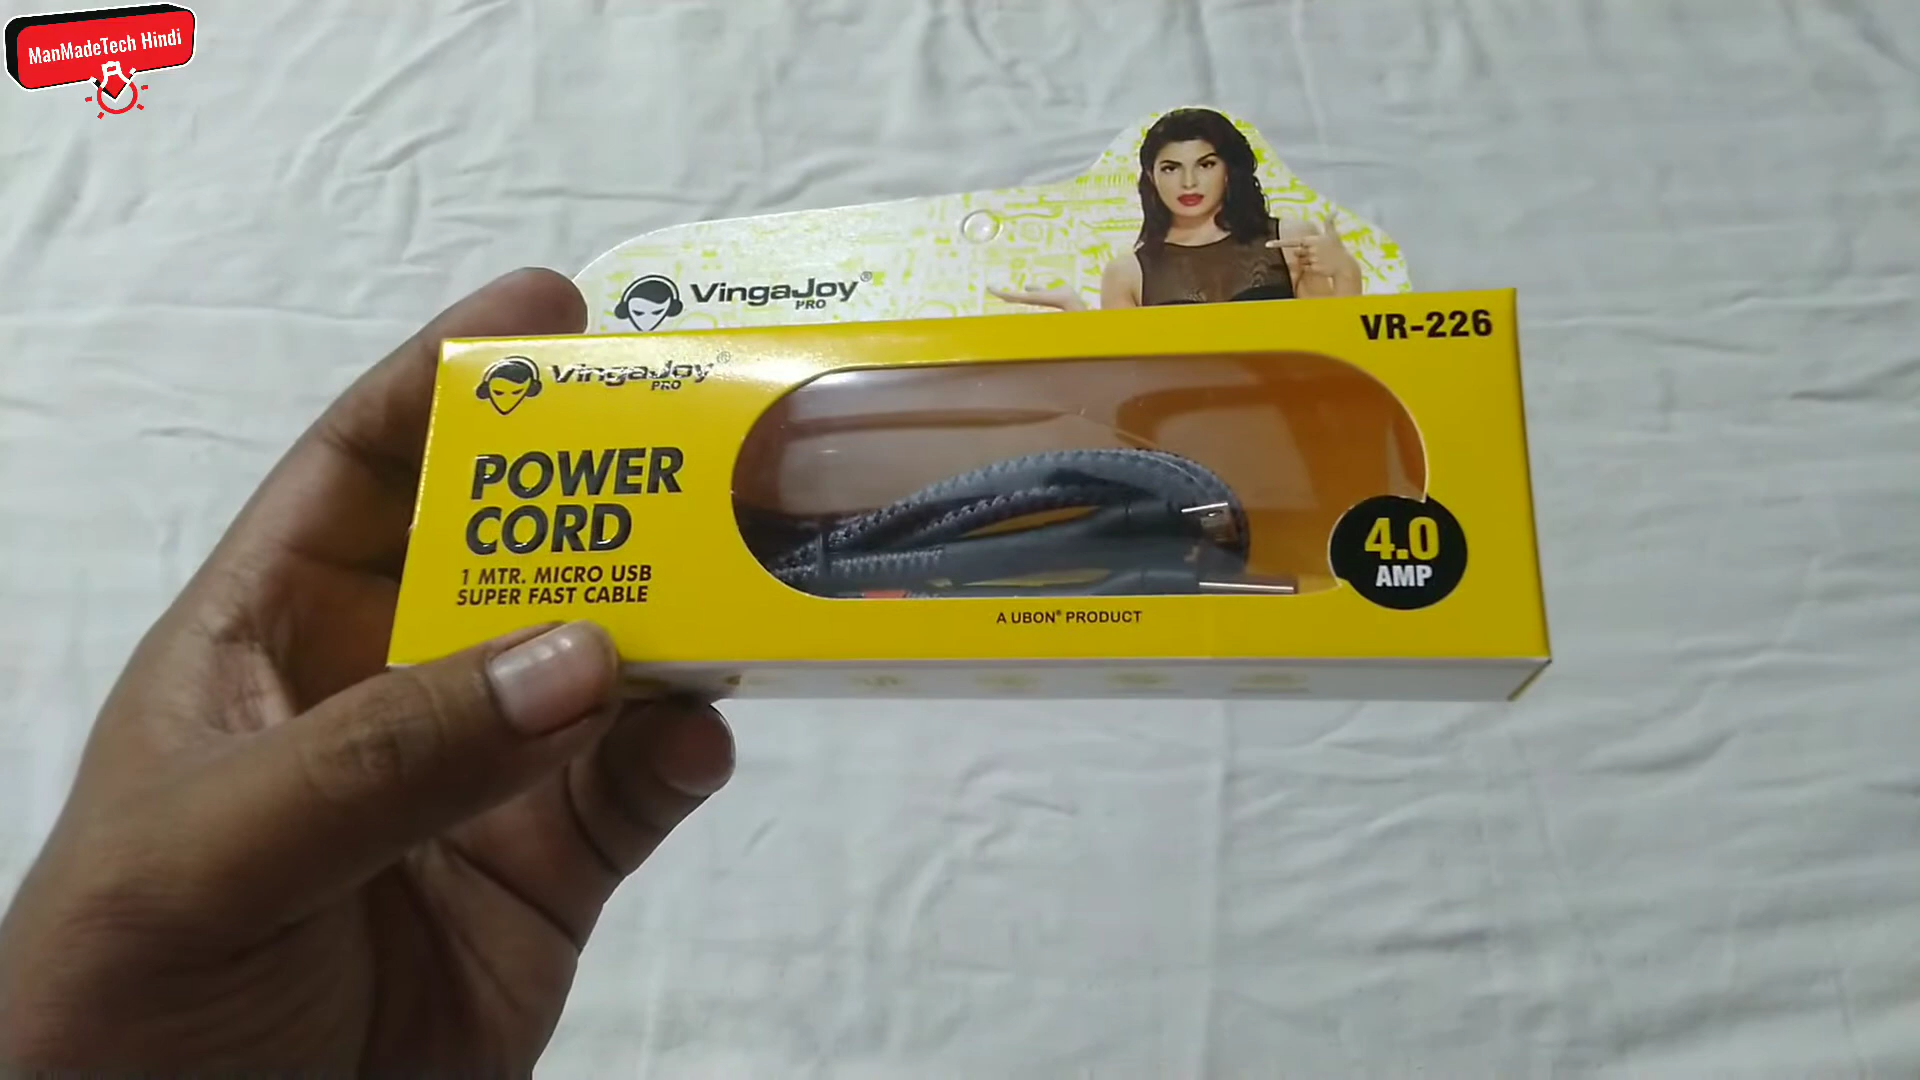 ManMadeTech Hindi
VingaJoy®
PRO
VR-226
VingaJoy®
PRO
POWER
CORD
1 MTR. MICRO USB
SUPER FAST CABLE
4.0
AMP
A UBON® PRODUCT